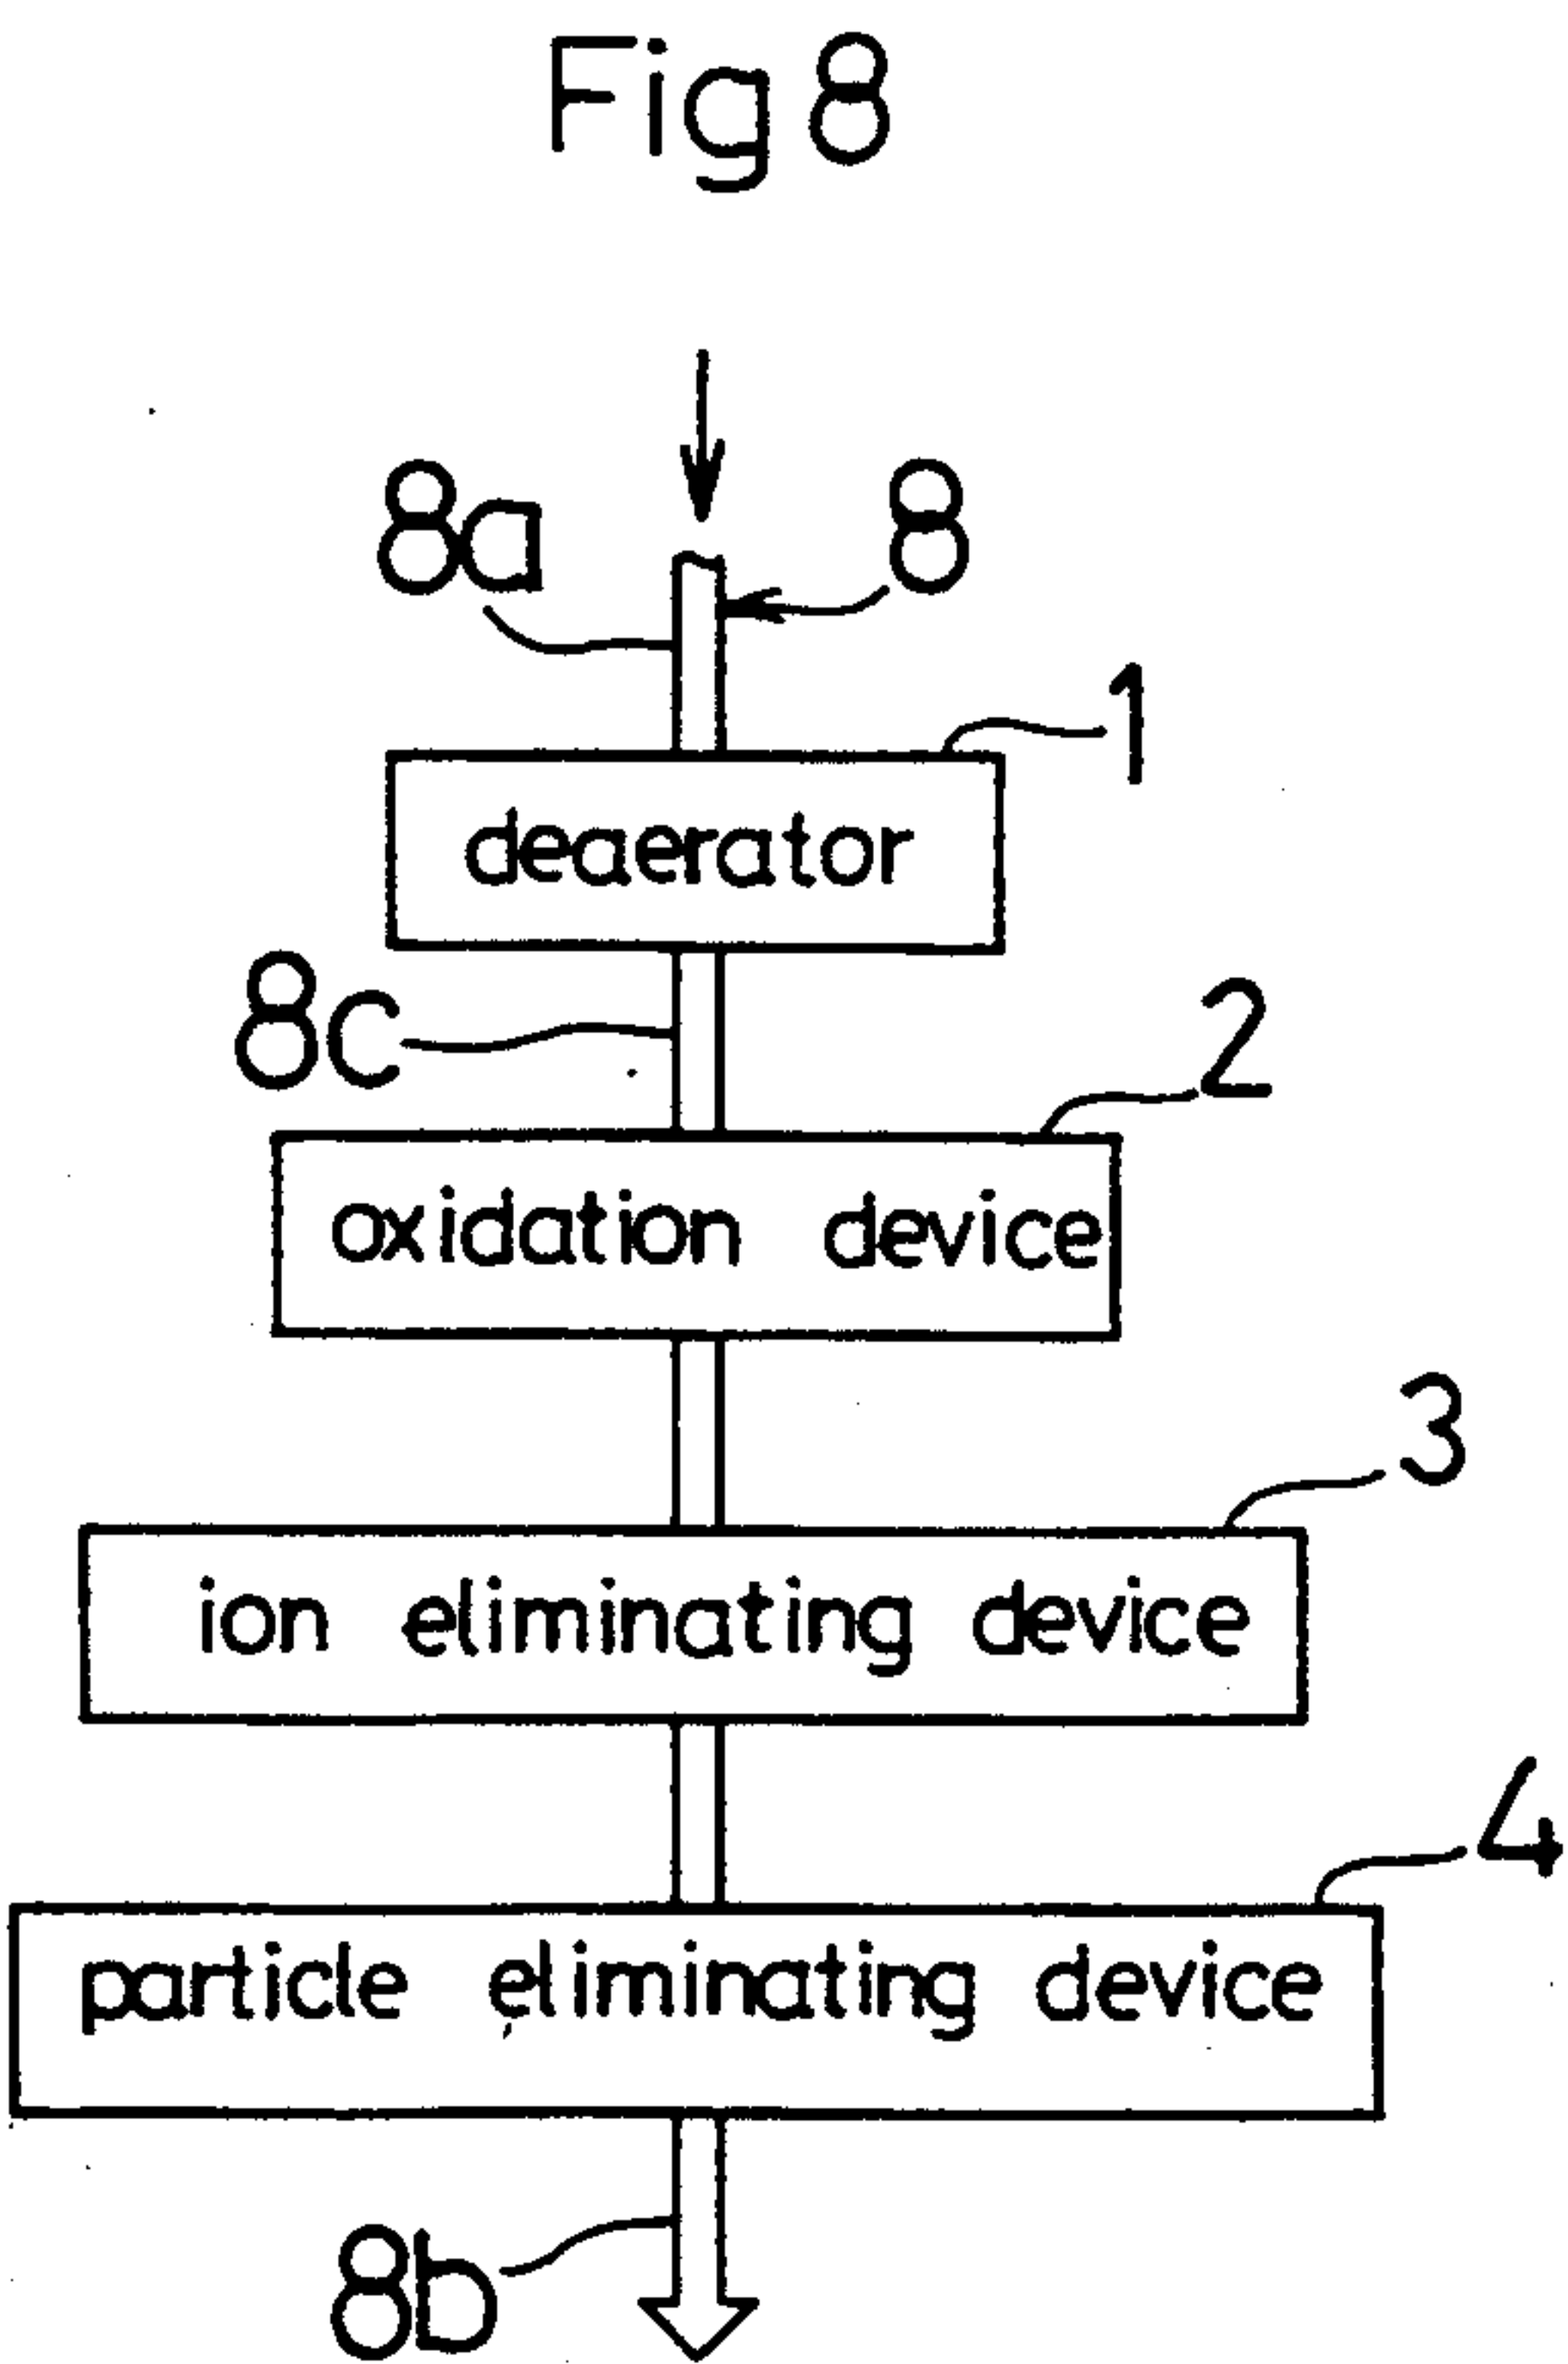 Fig 8
8a
8
1
deaerator
8c
2
oxidation device
3
ion eliminating device
4
particle eliminating device
8b